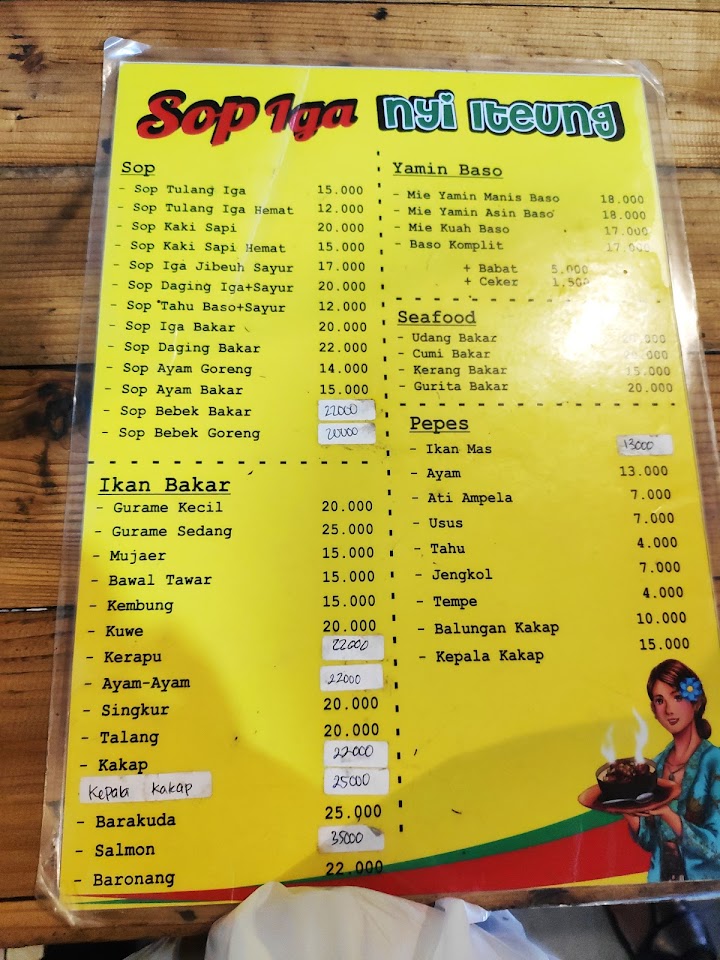 Sop Iga nyi Iteung
Sop
- Sop Tulang Iga 15.000
- Sop Tulang Iga Hemat 12.000
- Sop Kaki Sapi 20.000
- Sop Kaki Sapi Hemat 15.000
- Sop Iga Jibeuh Sayur 17.000
- Sop Daging Iga+Sayur 20.000
- Sop Tahu Baso+Sayur 12.000
- Sop Iga Bakar 20.000
- Sop Daging Bakar 22.000
- Sop Ayam Goreng 14.000
- Sop Ayam Bakar 15.000
- Sop Bebek Bakar 22000
- Sop Bebek Goreng 20000
Ikan Bakar
- Gurame Kecil 20.000
- Gurame Sedang 25.000
- Mujaer 15.000
- Bawal Tawar 15.000
- Kembung 15.000
- Kuwe 20.000
- Kerapu 22000
- Ayam-Ayam 22000
- Singkur 20.000
- Talang 20.000
- Kakap 22.000
Kepala kakap 25000
- Barakuda 25.000
- Salmon 35000
- Baronang 22.000
Yamin Baso
- Mie Yamin Manis Baso 18.000
- Mie Yamin Asin Baso 18.000
- Mie Kuah Baso 17.000
- Baso Komplit 17.000
+ Babat 5.000
+ Ceker 1.500
Seafood
- Udang Bakar
- Cumi Bakar
- Kerang Bakar 15.000
- Gurita Bakar 20.000
Pepes
- Ikan Mas 13000
- Ayam 13.000
- Ati Ampela 7.000
- Usus 7.000
- Tahu 4.000
- Jengkol 7.000
- Tempe 4.000
- Balungan Kakap 10.000
- Kepala Kakap 15.000